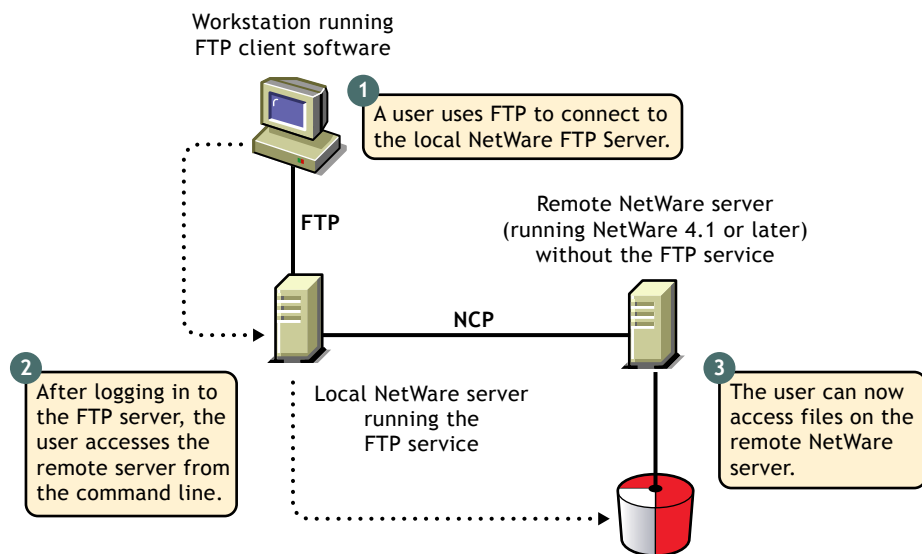 Workstation running
FTP client software
1
A user uses FTP to connect to
the local NetWare FTP Server.
FTP
Remote NetWare server
(running NetWare 4.1 or later)
without the FTP service
NCP
2
After logging in to
the FTP server, the
user accesses the
remote server from
the command line.
Local NetWare server
running the
FTP service
3
The user can now
access files on the
remote NetWare
server.